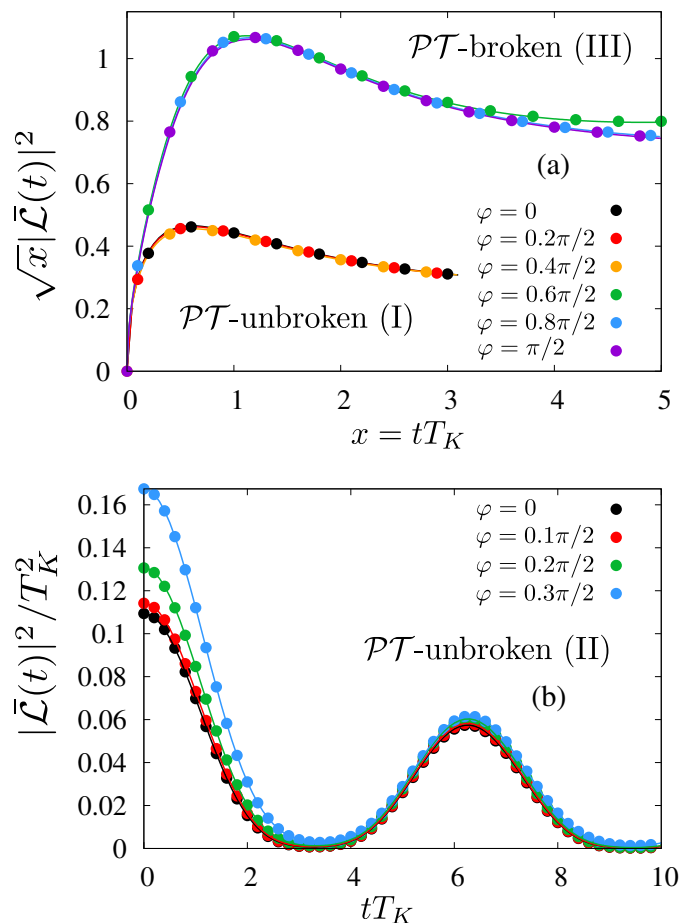 √x|𝓛̄(t)|²
1
0.8
0.6
0.4
0.2
0
𝒫𝒯-broken (III)
(a)
φ = 0
φ = 0.2π/2
φ = 0.4π/2
φ = 0.6π/2
φ = 0.8π/2
φ = π/2
𝒫𝒯-unbroken (I)
0 1 2 3 4 5
x = tT_K
|𝓛̄(t)|²/T_K²
0.16
0.14
0.12
0.1
0.08
0.06
0.04
0.02
0
φ = 0
φ = 0.1π/2
φ = 0.2π/2
φ = 0.3π/2
𝒫𝒯-unbroken (II)
(b)
0 2 4 6 8 10
tT_K